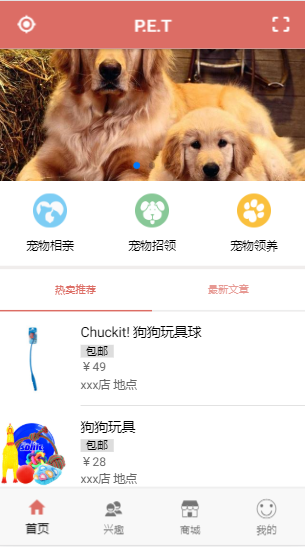 P.E.T
宠物相亲 宠物招领 宠物领养
热卖推荐 最新文章
Chuckit! 狗狗玩具球
包邮
￥49
xxx店 地点
狗狗玩具
包邮
￥28
xxx店 地点
sonic
首页 兴趣 商城 我的